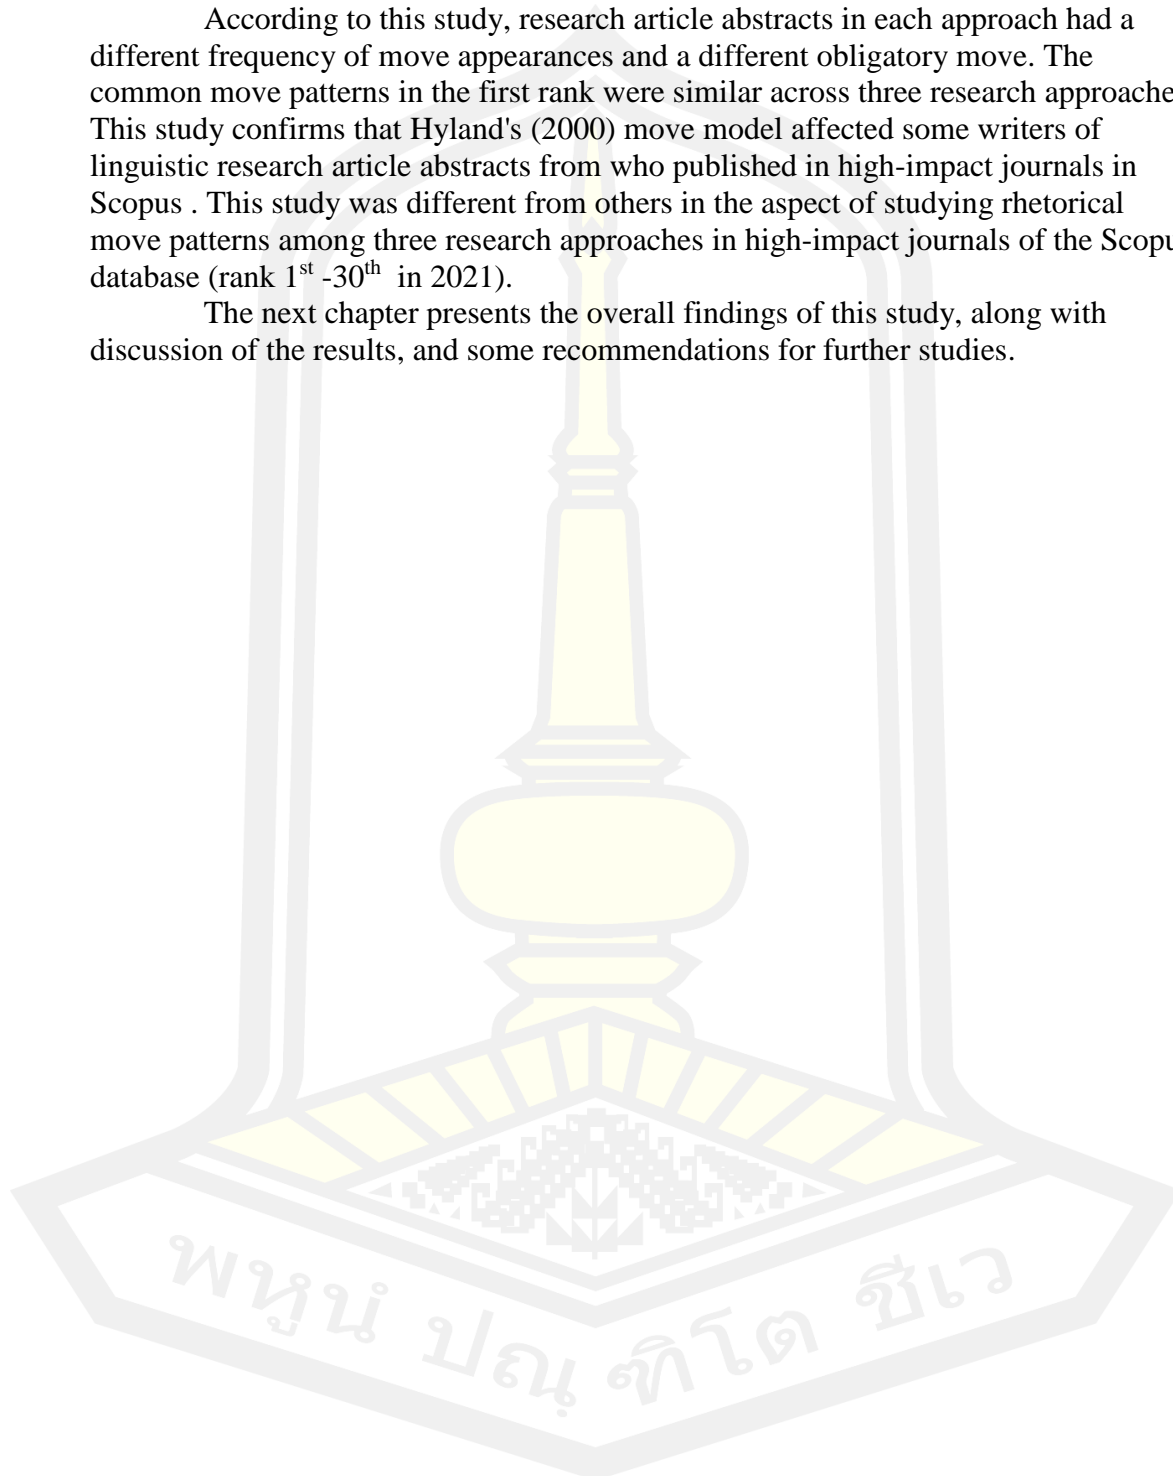 According to this study, research article abstracts in each approach had a
different frequency of move appearances and a different obligatory move. The
common move patterns in the first rank were similar across three research approache
This study confirms that Hyland's (2000) move model affected some writers of
linguistic research article abstracts from who published in high-impact journals in
Scopus . This study was different from others in the aspect of studying rhetorical
move patterns among three research approaches in high-impact journals of the Scopu
database (rank 1st -30th in 2021).
The next chapter presents the overall findings of this study, along with
discussion of the results, and some recommendations for further studies.
พหูนํ ปณฺฑิโต ชีเว